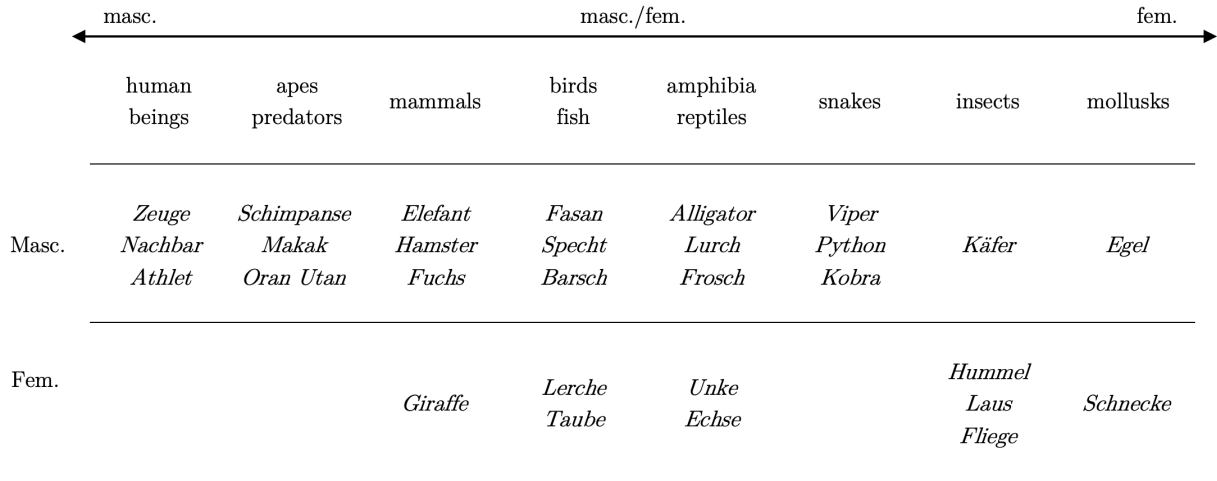 masc. masc./fem. fem.
human apes birds amphibia
mammals snakes insects mollusks
beings predators fish reptiles
Zeuge Schimpanse Elefant Fasan Alligator Viper
Masc. Nachbar Makak Hamster Specht Lurch Python Käfer Egel
Athlet Oran Utan Fuchs Barsch Frosch Kobra
Fem. Hummel
Lerche Unke
Giraffe Laus Schnecke
Taube Echse
Fliege